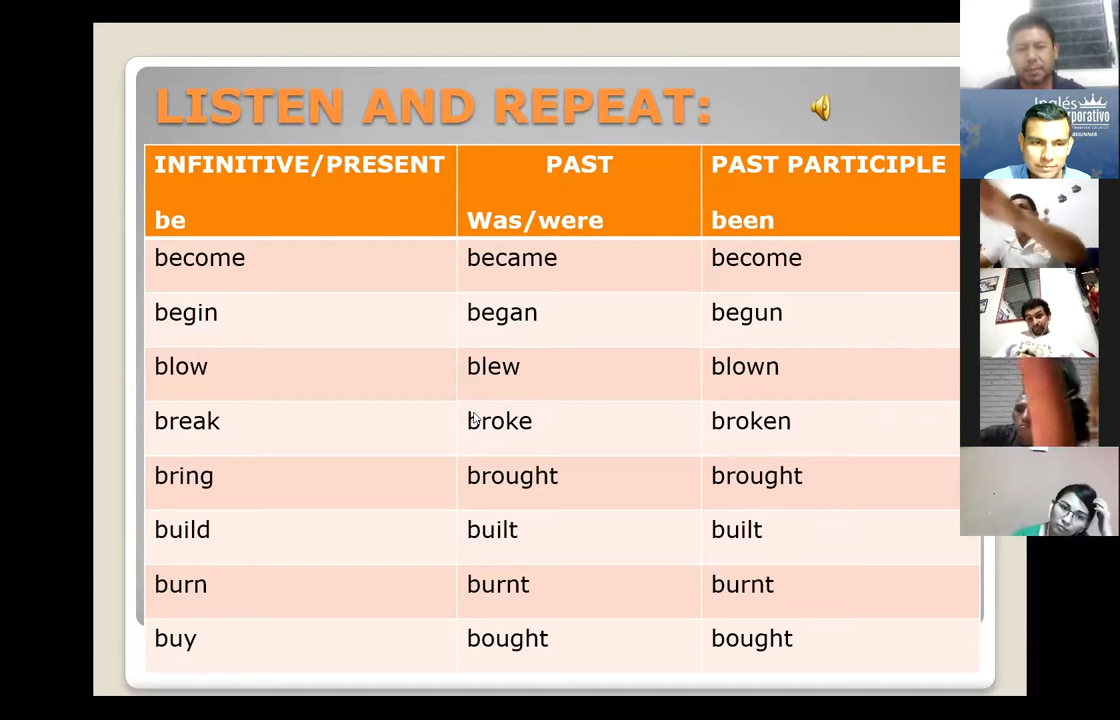 LISTEN AND REPEAT:
INFINITIVE/PRESENT PAST PAST PARTICIPLE
be Was/were been
become became become
begin began begun
blow blew blown
break broke broken
bring brought brought
build built built
burn burnt burnt
buy bought bought
Inglés
orporativo
BEGINNER